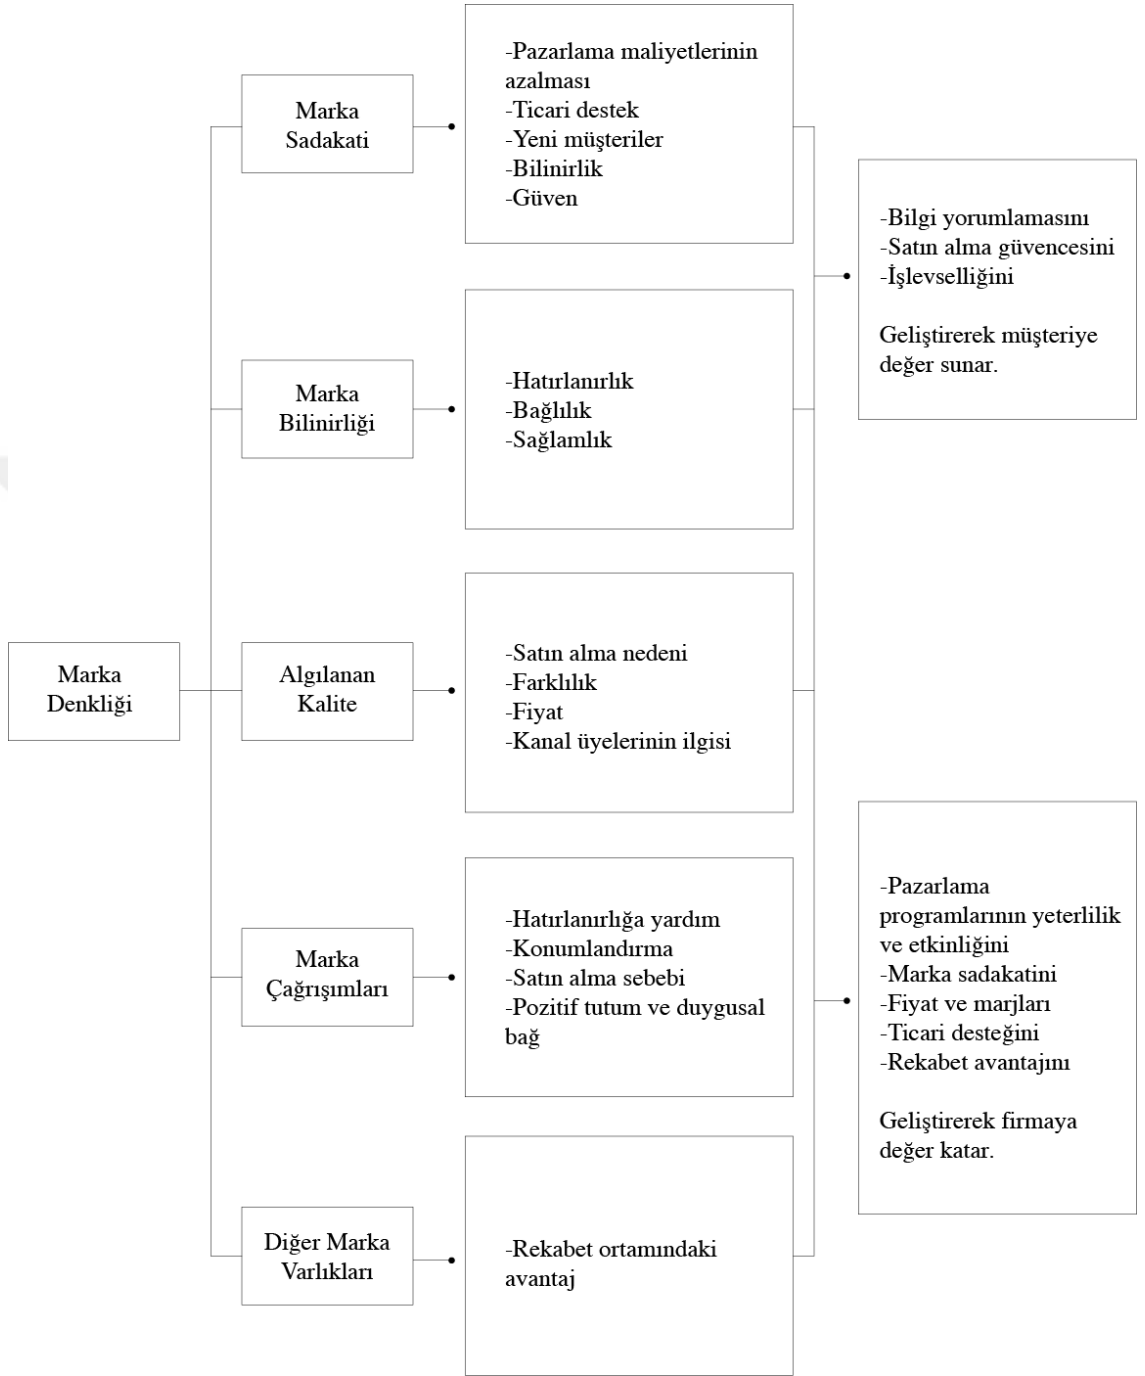 Marka
Denkliği
Marka
Sadakati
-Pazarlama maliyetlerinin
azalması
-Ticari destek
-Yeni müşteriler
-Bilinirlik
-Güven
Marka
Bilinirliği
-Hatırlanırlık
-Bağlılık
-Sağlamlık
Algılanan
Kalite
-Satın alma nedeni
-Farklılık
-Fiyat
-Kanal üyelerinin ilgisi
Marka
Çağrışımları
-Hatırlanırlığa yardım
-Konumlandırma
-Satın alma sebebi
-Pozitif tutum ve duygusal
bağ
Diğer Marka
Varlıkları
-Rekabet ortamındaki
avantaj
-Bilgi yorumlamasını
-Satın alma güvencesini
-İşlevselliğini
Geliştirerek müşteriye
değer sunar.
-Pazarlama
programlarının yeterlilik
ve etkinliğini
-Marka sadakatini
-Fiyat ve marjları
-Ticari desteğini
-Rekabet avantajını
Geliştirerek firmaya
değer katar.